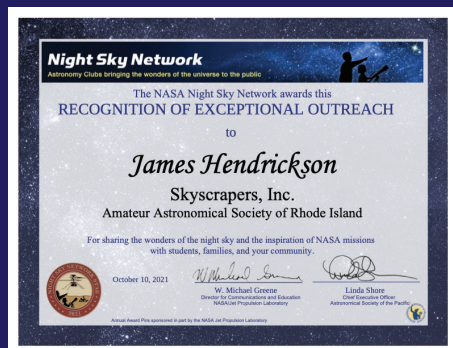 Night Sky Network
Astronomy Clubs bringing the wonders of the universe to the public
The NASA Night Sky Network awards this
RECOGNITION OF EXCEPTIONAL OUTREACH
to
James Hendrickson
Skyscrapers, Inc.
Amateur Astronomical Society of Rhode Island
For sharing the wonders of the night sky and the inspiration of NASA missions
with students, families, and your community.
October 10, 2021
W. Michael Greene
Director for Communications and Education
NASA/Jet Propulsion Laboratory
Linda Shore
Chief Executive Officer
Astronomical Society of the Pacific
NIGHT SKY NETWORK
2021
Annual Award Pins sponsored in part by the NASA Jet Propulsion Laboratory